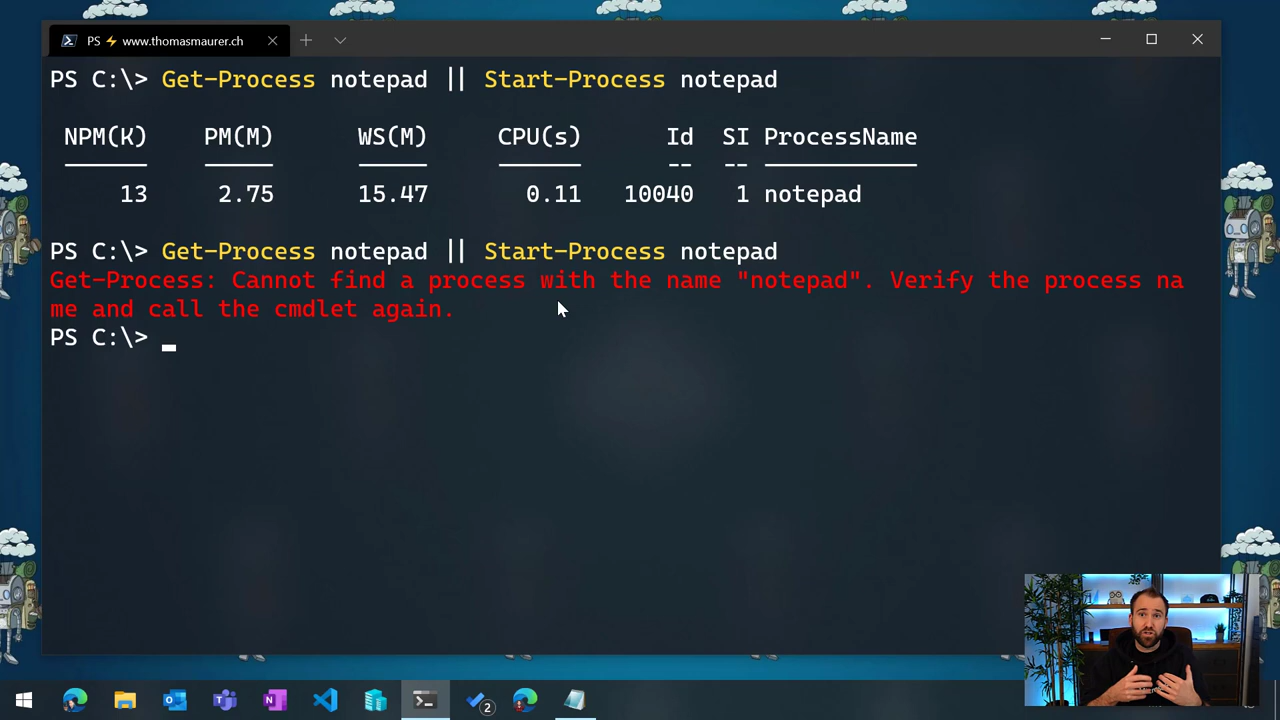 PS ⚡ www.thomasmaurer.ch
PS C:\> Get-Process notepad || Start-Process notepad
NPM(K) PM(M) WS(M) CPU(s) Id SI ProcessName
------ ----- ----- ------ -- -- -----------
13 2.75 15.47 0.11 10040 1 notepad
PS C:\> Get-Process notepad || Start-Process notepad
Get-Process: Cannot find a process with the name "notepad". Verify the process na
me and call the cmdlet again.
PS C:\> _
2